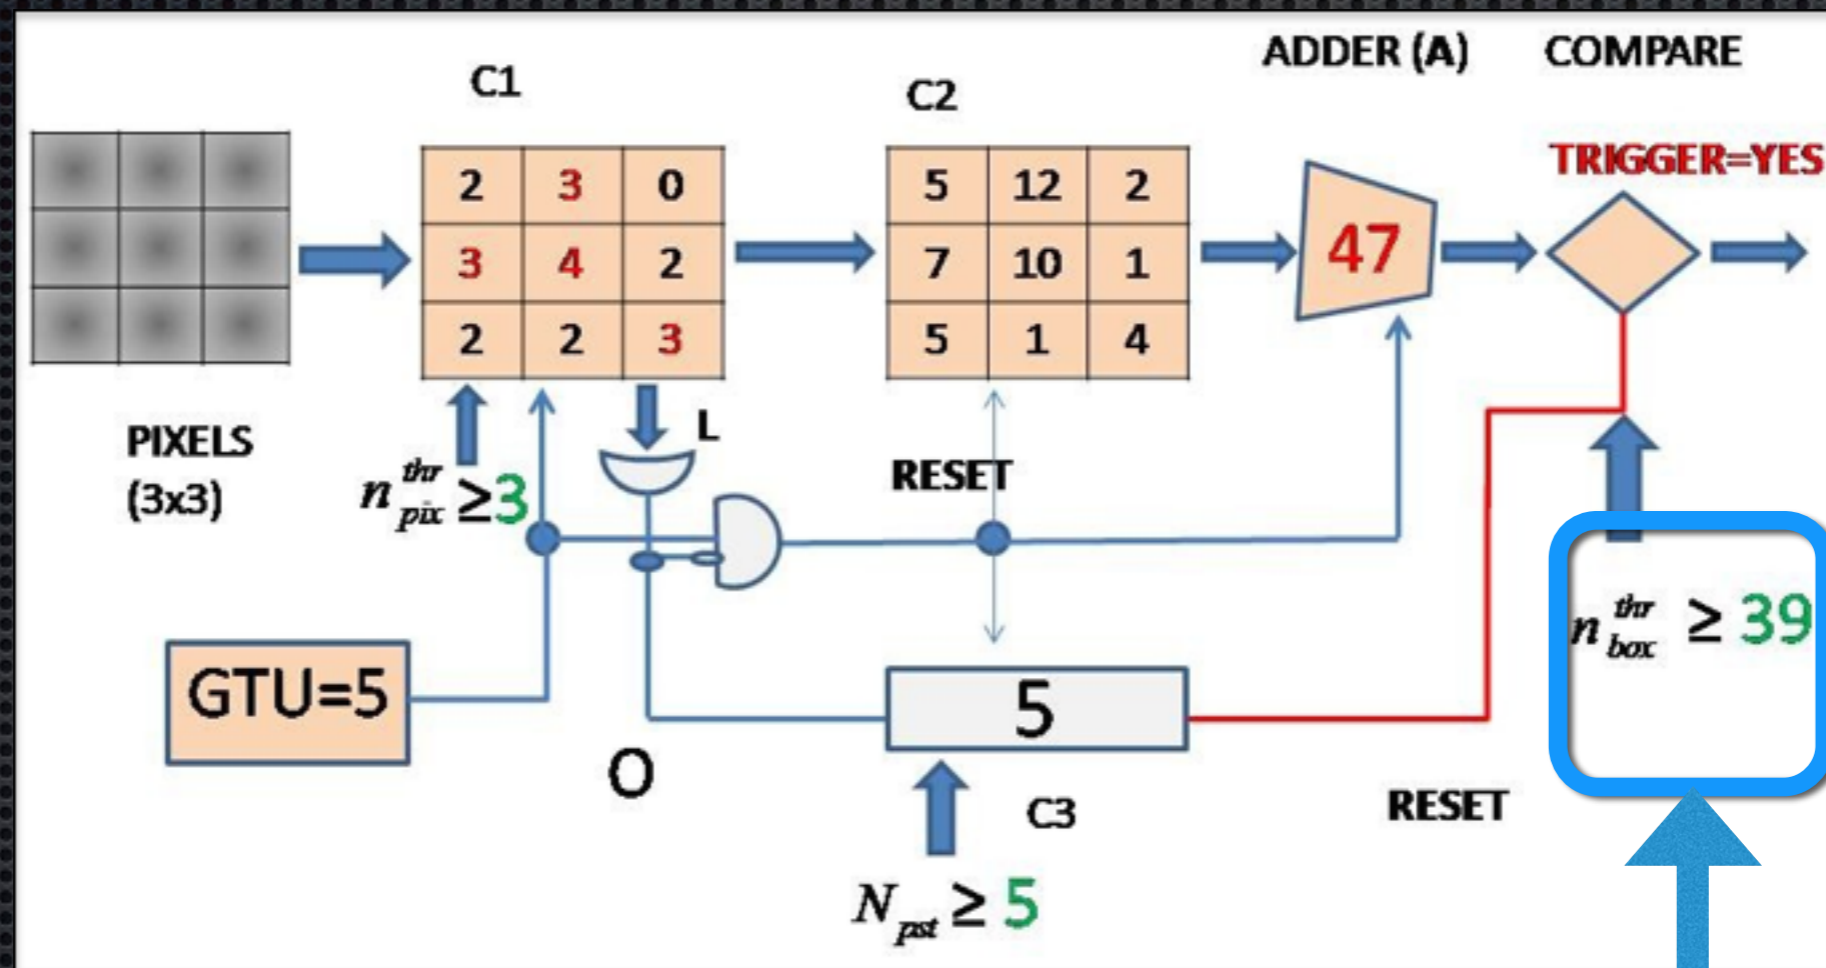 ADDER (A) COMPARE
C1
C2
TRIGGER=YES
2 3 0
3 4 2
2 2 3
5 12 2
7 10 1
5 1 4
47
PIXELS
(3x3)
n thr pix ≥3
L
RESET
n thr box ≥ 39
GTU=5
5
O
C3
RESET
N pst ≥ 5